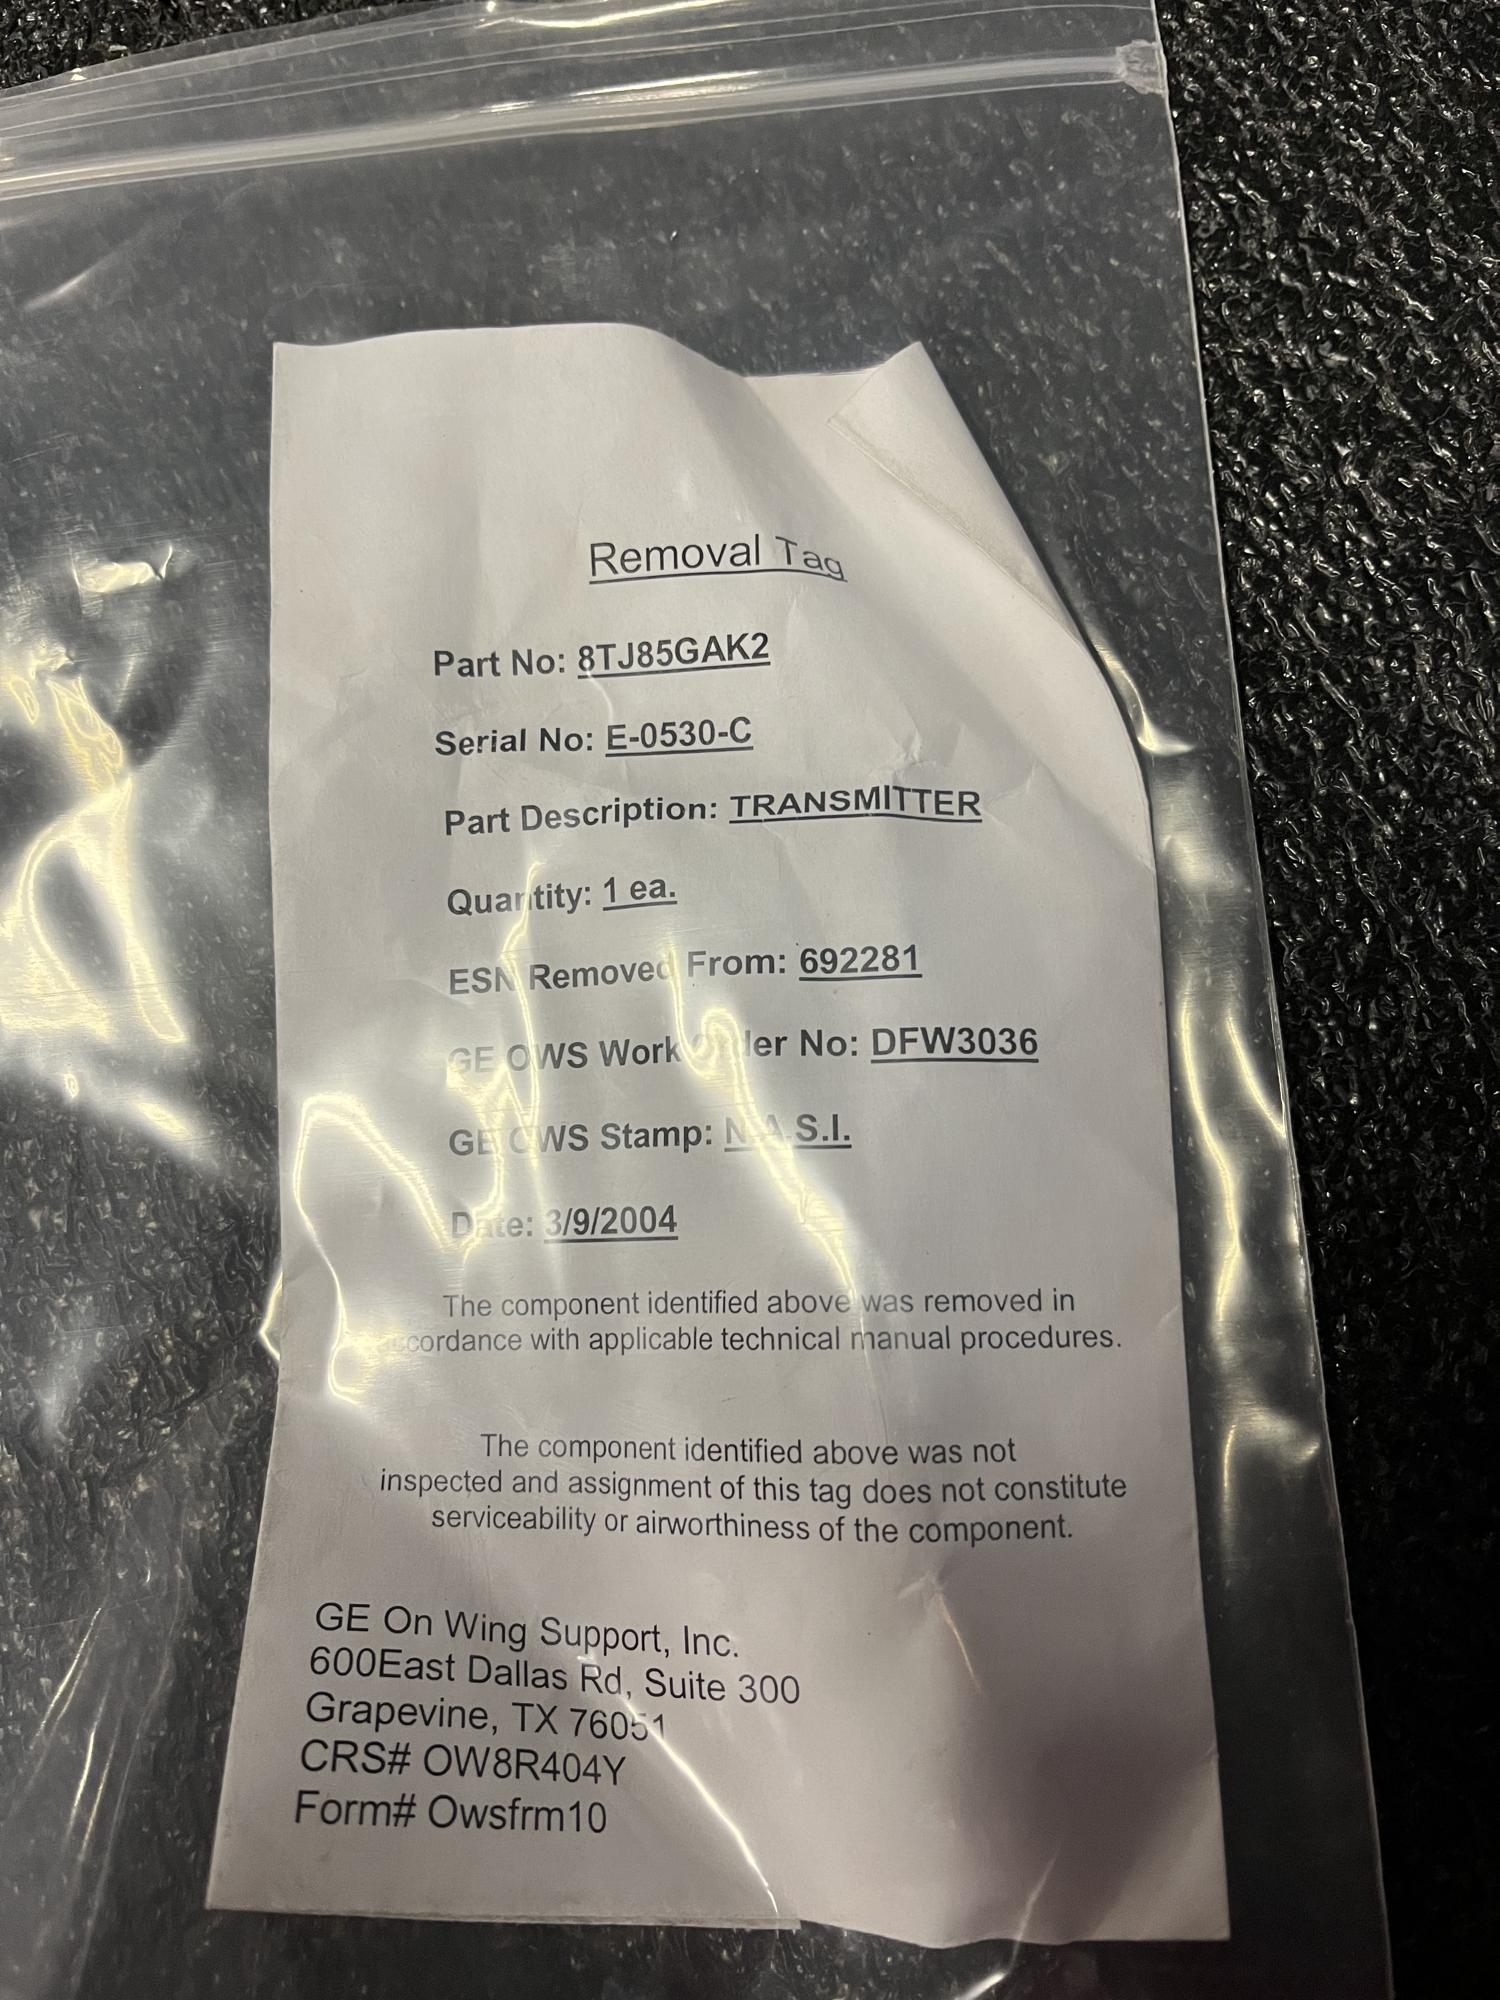 Removal Tag
Part No: 8TJ85GAK2
Serial No: E-0530-C
Part Description: TRANSMITTER
Quantity: 1 ea.
ESN Removed From: 692281
GE OWS Work Order No: DFW3036
GE OWS Stamp: N.A.S.I.
Date: 3/9/2004
The component identified above was removed in
accordance with applicable technical manual procedures.
The component identified above was not
inspected and assignment of this tag does not constitute
serviceability or airworthiness of the component.
GE On Wing Support, Inc.
600East Dallas Rd, Suite 300
Grapevine, TX 76051
CRS# OW8R404Y
Form# Owsfrm10